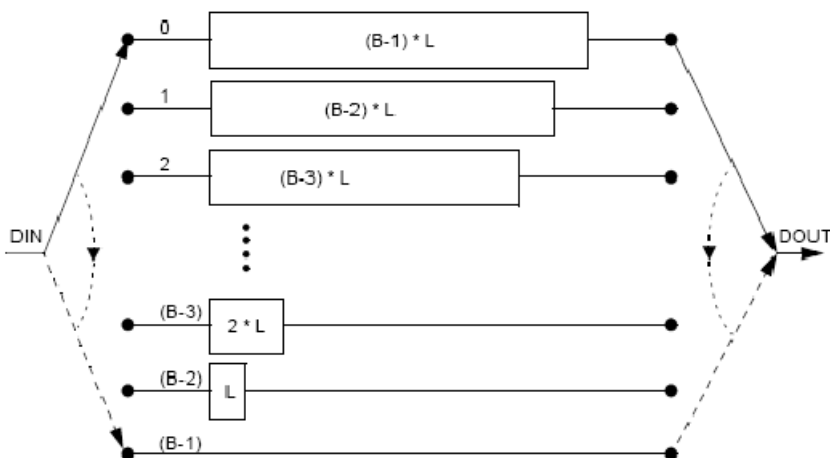 0
(B-1) * L
1
(B-2) * L
2
(B-3) * L
DIN
DOUT
(B-3)
2 * L
(B-2)
L
(B-1)